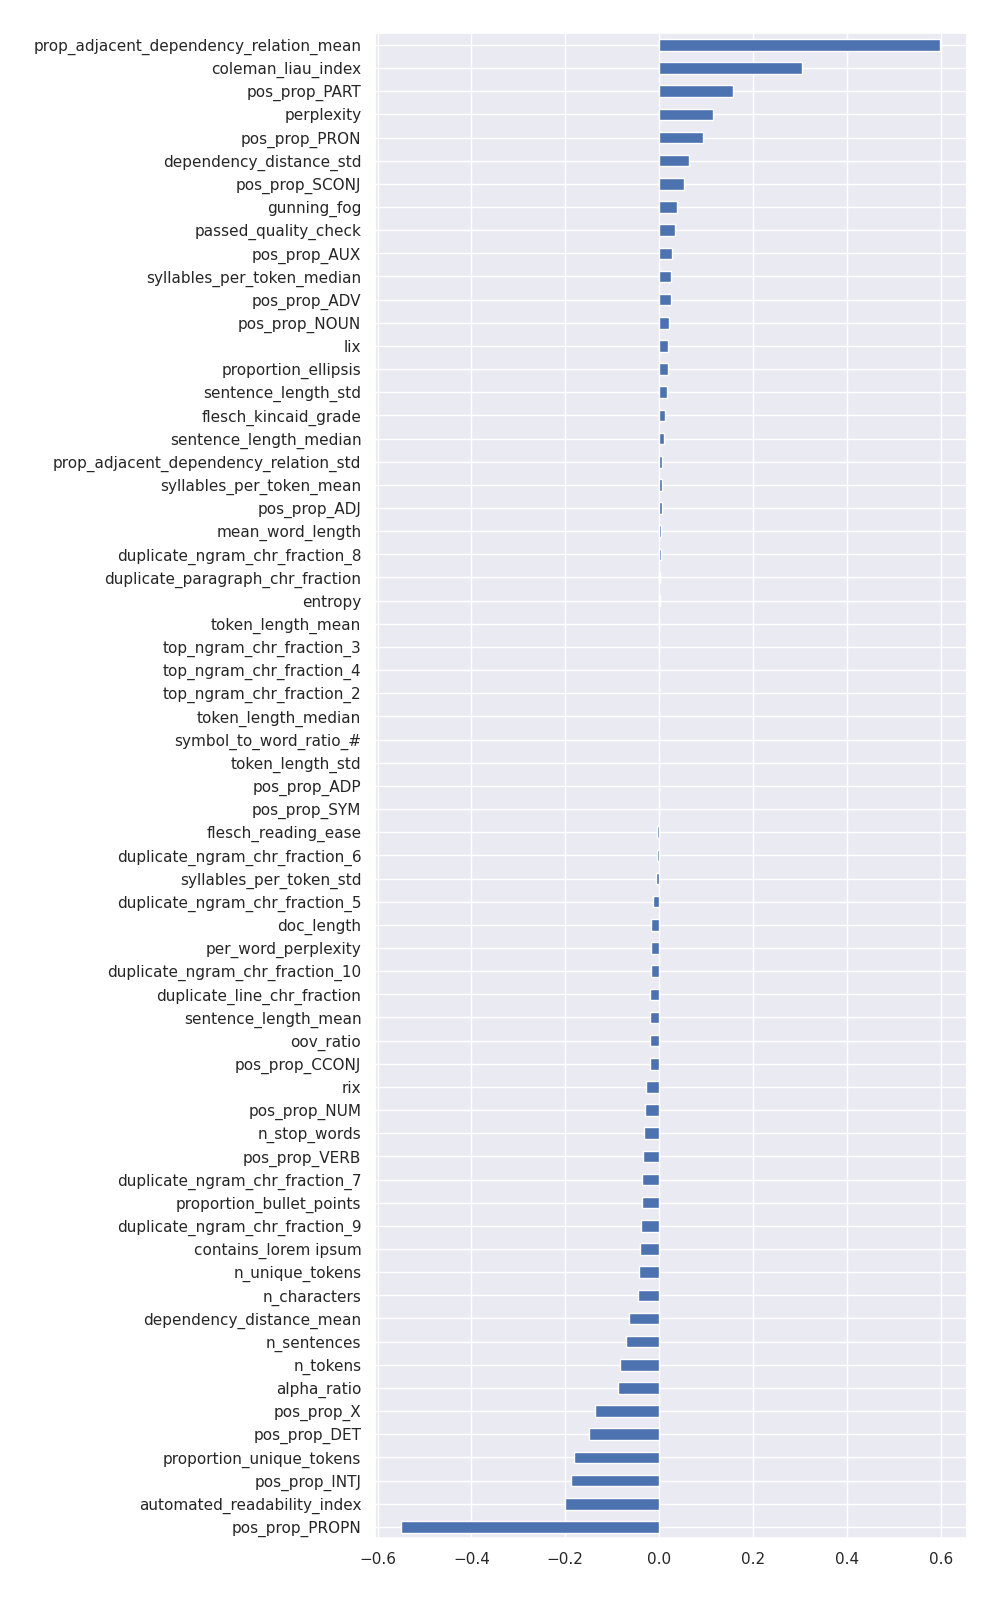 prop_adjacent_dependency_relation_mean
coleman_liau_index
pos_prop_PART
perplexity
pos_prop_PRON
dependency_distance_std
pos_prop_SCONJ
gunning_fog
passed_quality_check
pos_prop_AUX
syllables_per_token_median
pos_prop_ADV
pos_prop_NOUN
lix
proportion_ellipsis
sentence_length_std
flesch_kincaid_grade
sentence_length_median
prop_adjacent_dependency_relation_std
syllables_per_token_mean
pos_prop_ADJ
mean_word_length
duplicate_ngram_chr_fraction_8
duplicate_paragraph_chr_fraction
entropy
token_length_mean
top_ngram_chr_fraction_3
top_ngram_chr_fraction_4
top_ngram_chr_fraction_2
token_length_median
symbol_to_word_ratio_#
token_length_std
pos_prop_ADP
pos_prop_SYM
flesch_reading_ease
duplicate_ngram_chr_fraction_6
syllables_per_token_std
duplicate_ngram_chr_fraction_5
doc_length
per_word_perplexity
duplicate_ngram_chr_fraction_10
duplicate_line_chr_fraction
sentence_length_mean
oov_ratio
pos_prop_CCONJ
rix
pos_prop_NUM
n_stop_words
pos_prop_VERB
duplicate_ngram_chr_fraction_7
proportion_bullet_points
duplicate_ngram_chr_fraction_9
contains_lorem ipsum
n_unique_tokens
n_characters
dependency_distance_mean
n_sentences
n_tokens
alpha_ratio
pos_prop_X
pos_prop_DET
proportion_unique_tokens
pos_prop_INTJ
automated_readability_index
pos_prop_PROPN
−0.6 −0.4 −0.2 0.0 0.2 0.4 0.6